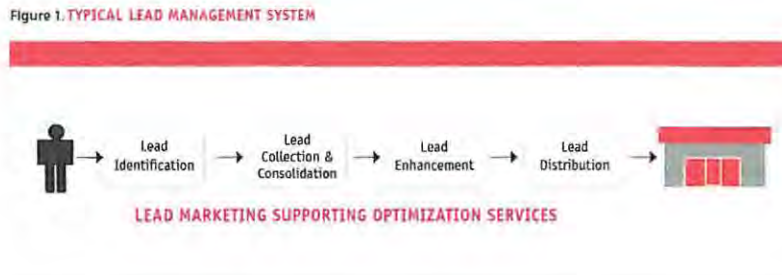 Figure 1. TYPICAL LEAD MANAGEMENT SYSTEM
Lead
Identification
Lead
Collection &
Consolidation
Lead
Enhancement
Lead
Distribution
LEAD MARKETING SUPPORTING OPTIMIZATION SERVICES